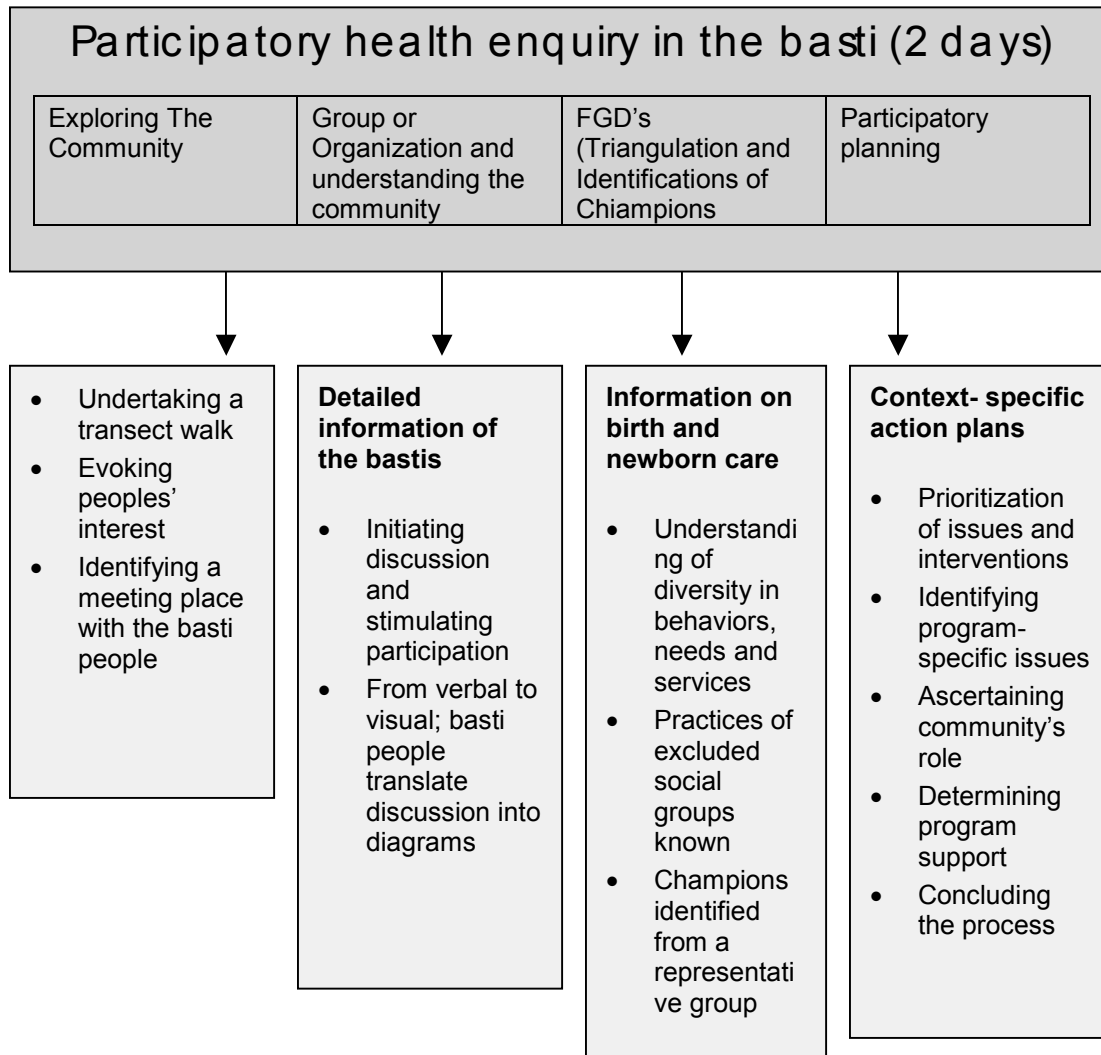 Participatory health enquiry in the basti (2 days)
Exploring The
Community
Group or
Organization and
understanding the
community
FGD's
(Triangulation and
Identifications of
Chiampions
Participatory
planning
• Undertaking a
transect walk
• Evoking
peoples'
interest
• Identifying a
meeting place
with the basti
people
Detailed
information of
the bastis
• Initiating
discussion
and
stimulating
participation
• From verbal to
visual; basti
people
translate
discussion into
diagrams
Information on
birth and
newborn care
• Understandi
ng of
diversity in
behaviors,
needs and
services
• Practices of
excluded
social
groups
known
• Champions
identified
from a
representati
ve group
Context- specific
action plans
• Prioritization
of issues and
interventions
• Identifying
program-
specific issues
• Ascertaining
community's
role
• Determining
program
support
• Concluding
the process